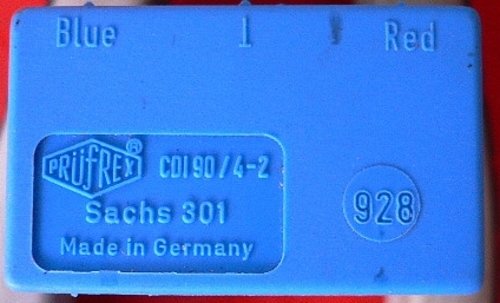 Blue 1 Red
PRÜFREX® CDI 90/4-2
Sachs 301
928
Made in Germany